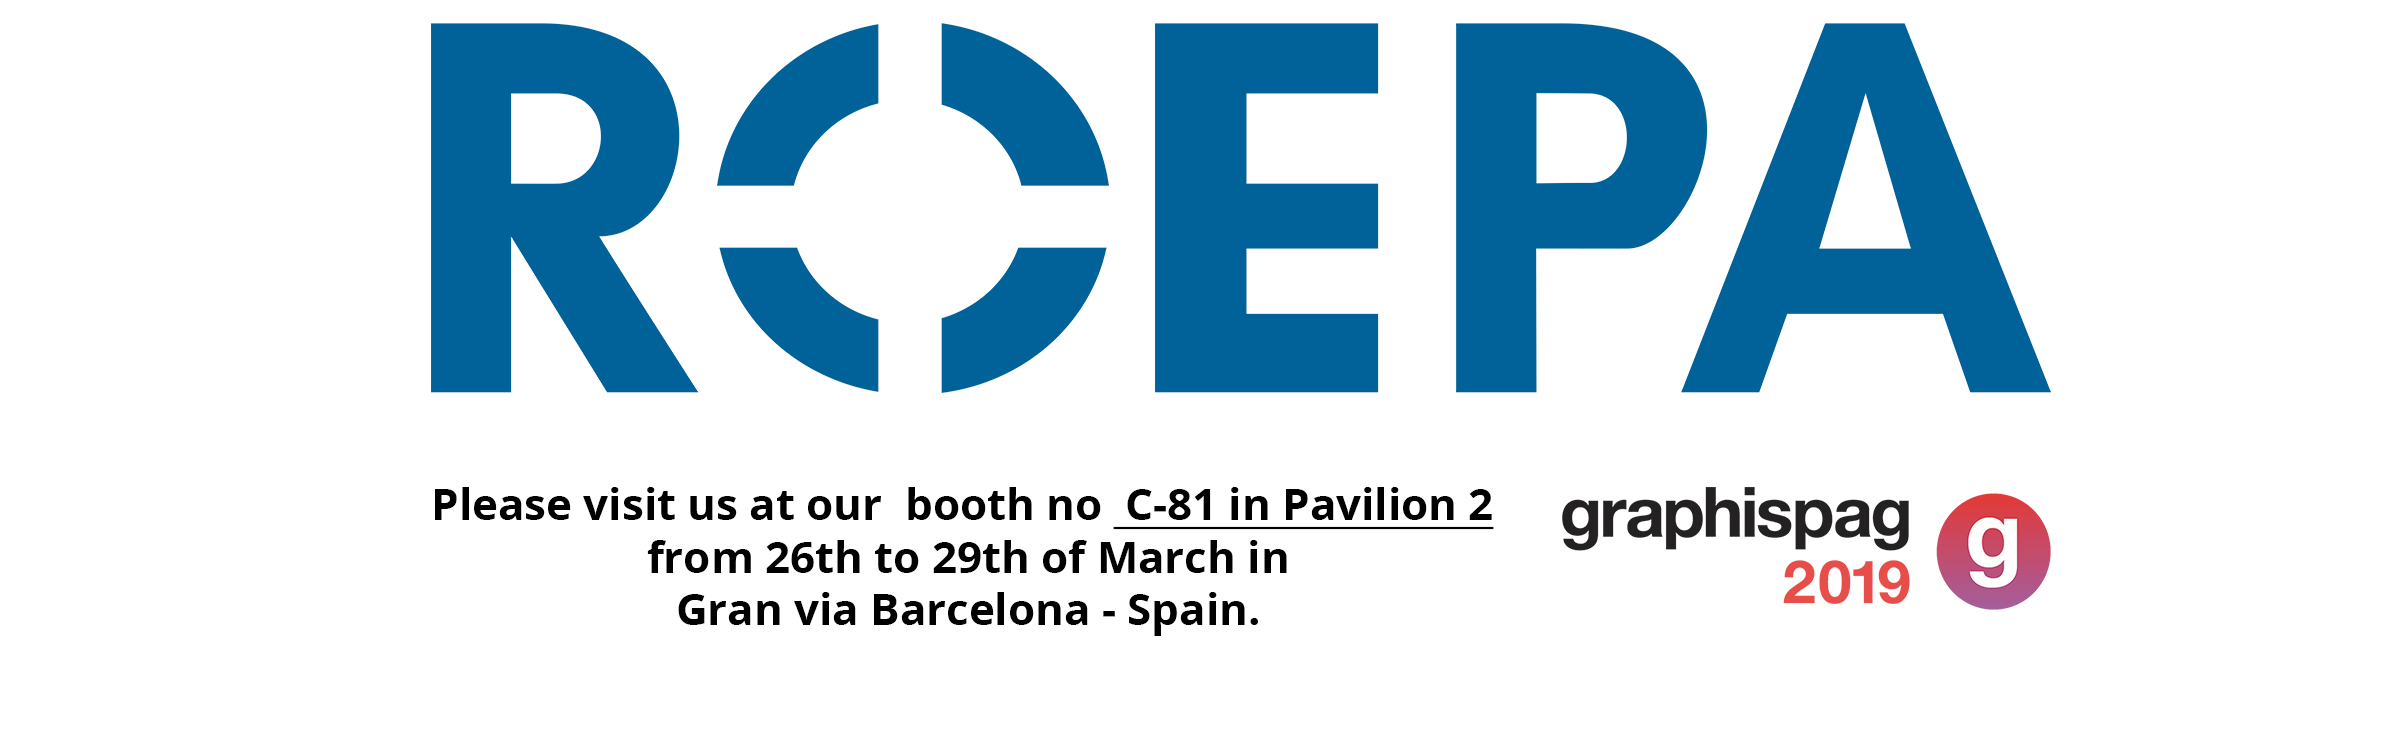 ROEPA
Please visit us at our  booth no  C-81 in Pavilion 2
from 26th to 29th of March in
Gran via Barcelona - Spain.
graphispag
2019
g